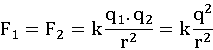 F₁ = F₂ = k q₁.q₂/r² = k q²/r²